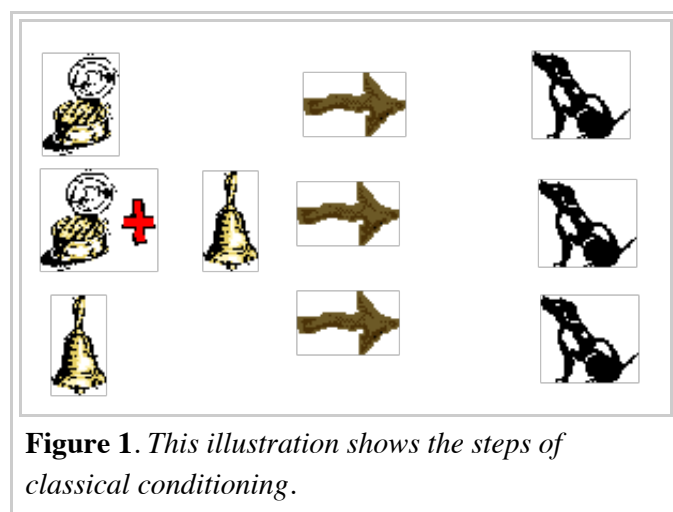 Figure 1. This illustration shows the steps of
classical conditioning.